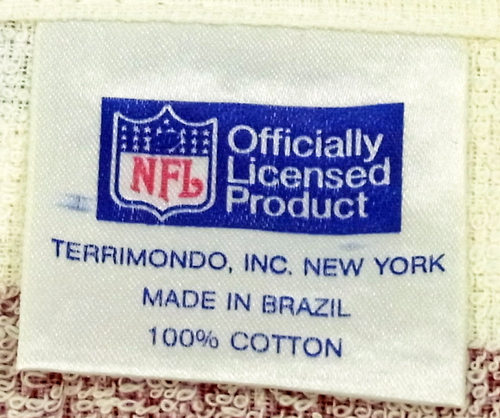 NFL
Officially
Licensed
Product
TERRIMONDO, INC. NEW YORK
MADE IN BRAZIL
100% COTTON